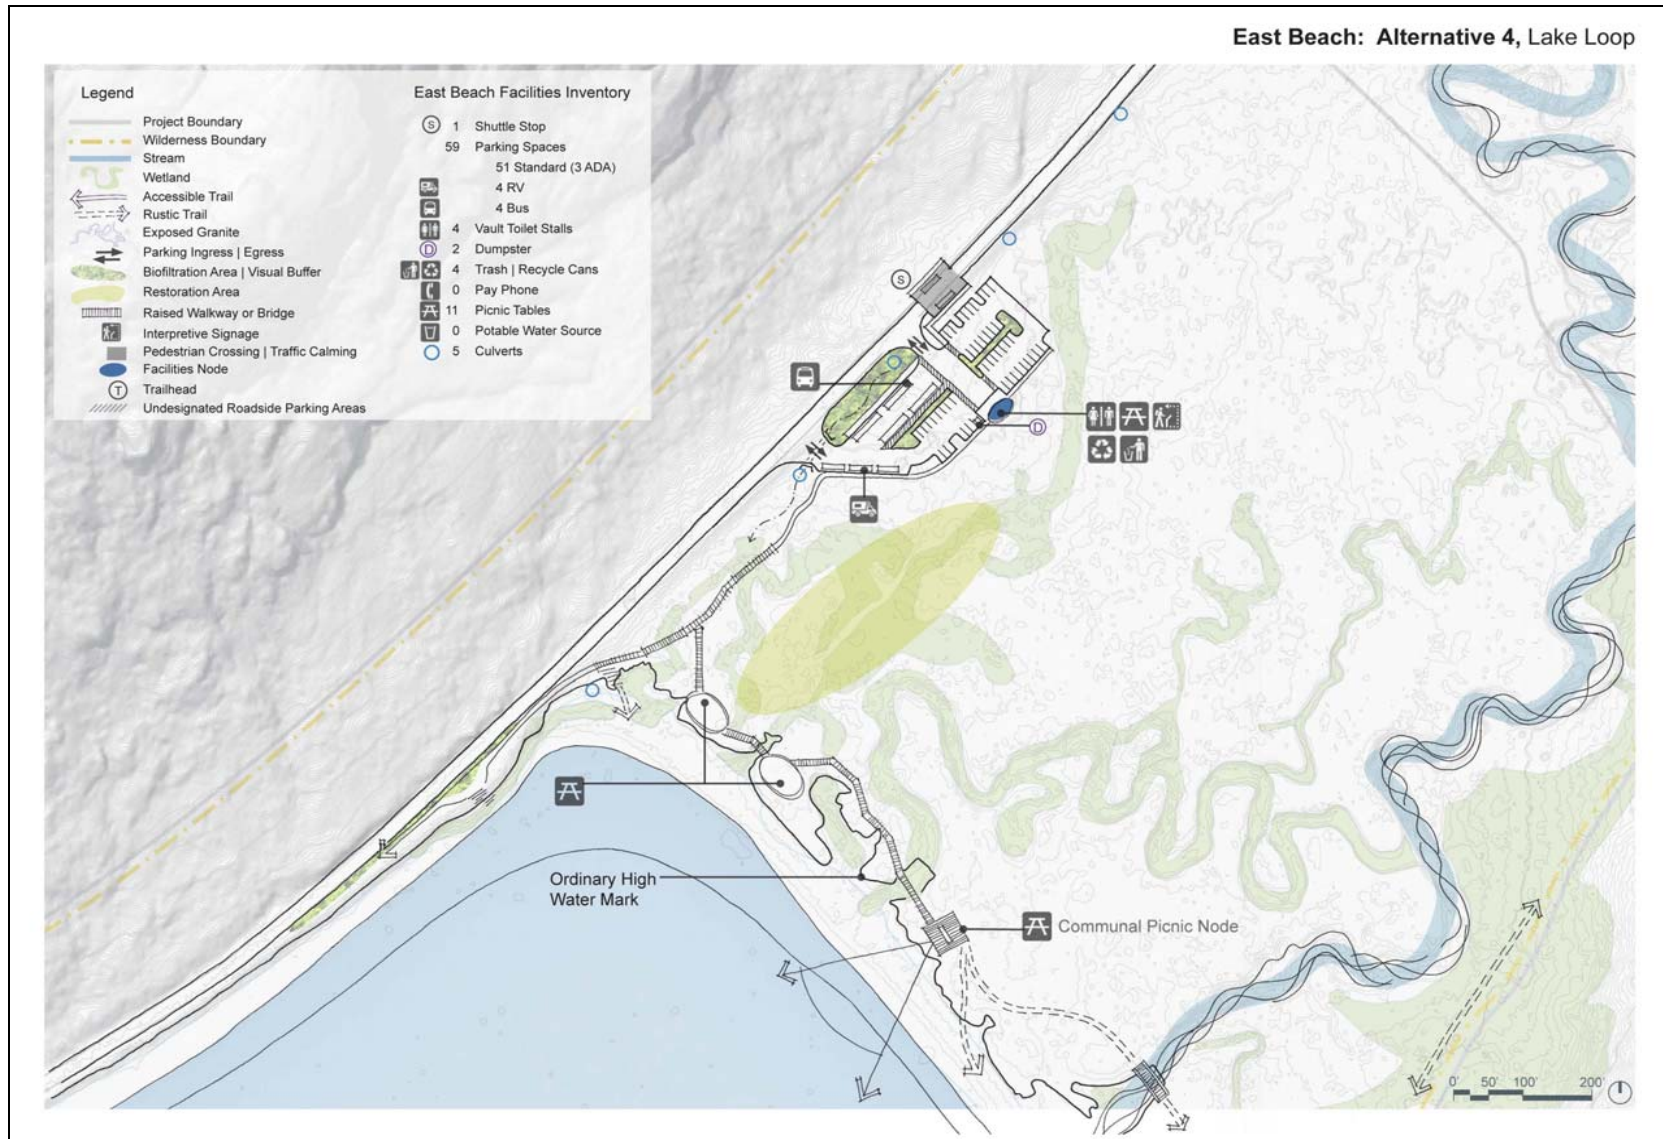 East Beach: Alternative 4, Lake Loop
Legend
Project Boundary
Wilderness Boundary
Stream
Wetland
Accessible Trail
Rustic Trail
Exposed Granite
Parking Ingress | Egress
Biofiltration Area | Visual Buffer
Restoration Area
Raised Walkway or Bridge
Interpretive Signage
Pedestrian Crossing | Traffic Calming
Facilities Node
T Trailhead
Undesignated Roadside Parking Areas
East Beach Facilities Inventory
S 1 Shuttle Stop
59 Parking Spaces
51 Standard (3 ADA)
4 RV
4 Bus
4 Vault Toilet Stalls
D 2 Dumpster
4 Trash | Recycle Cans
0 Pay Phone
11 Picnic Tables
0 Potable Water Source
5 Culverts
S
D
Ordinary High
Water Mark
Communal Picnic Node
0' 50' 100' 200'